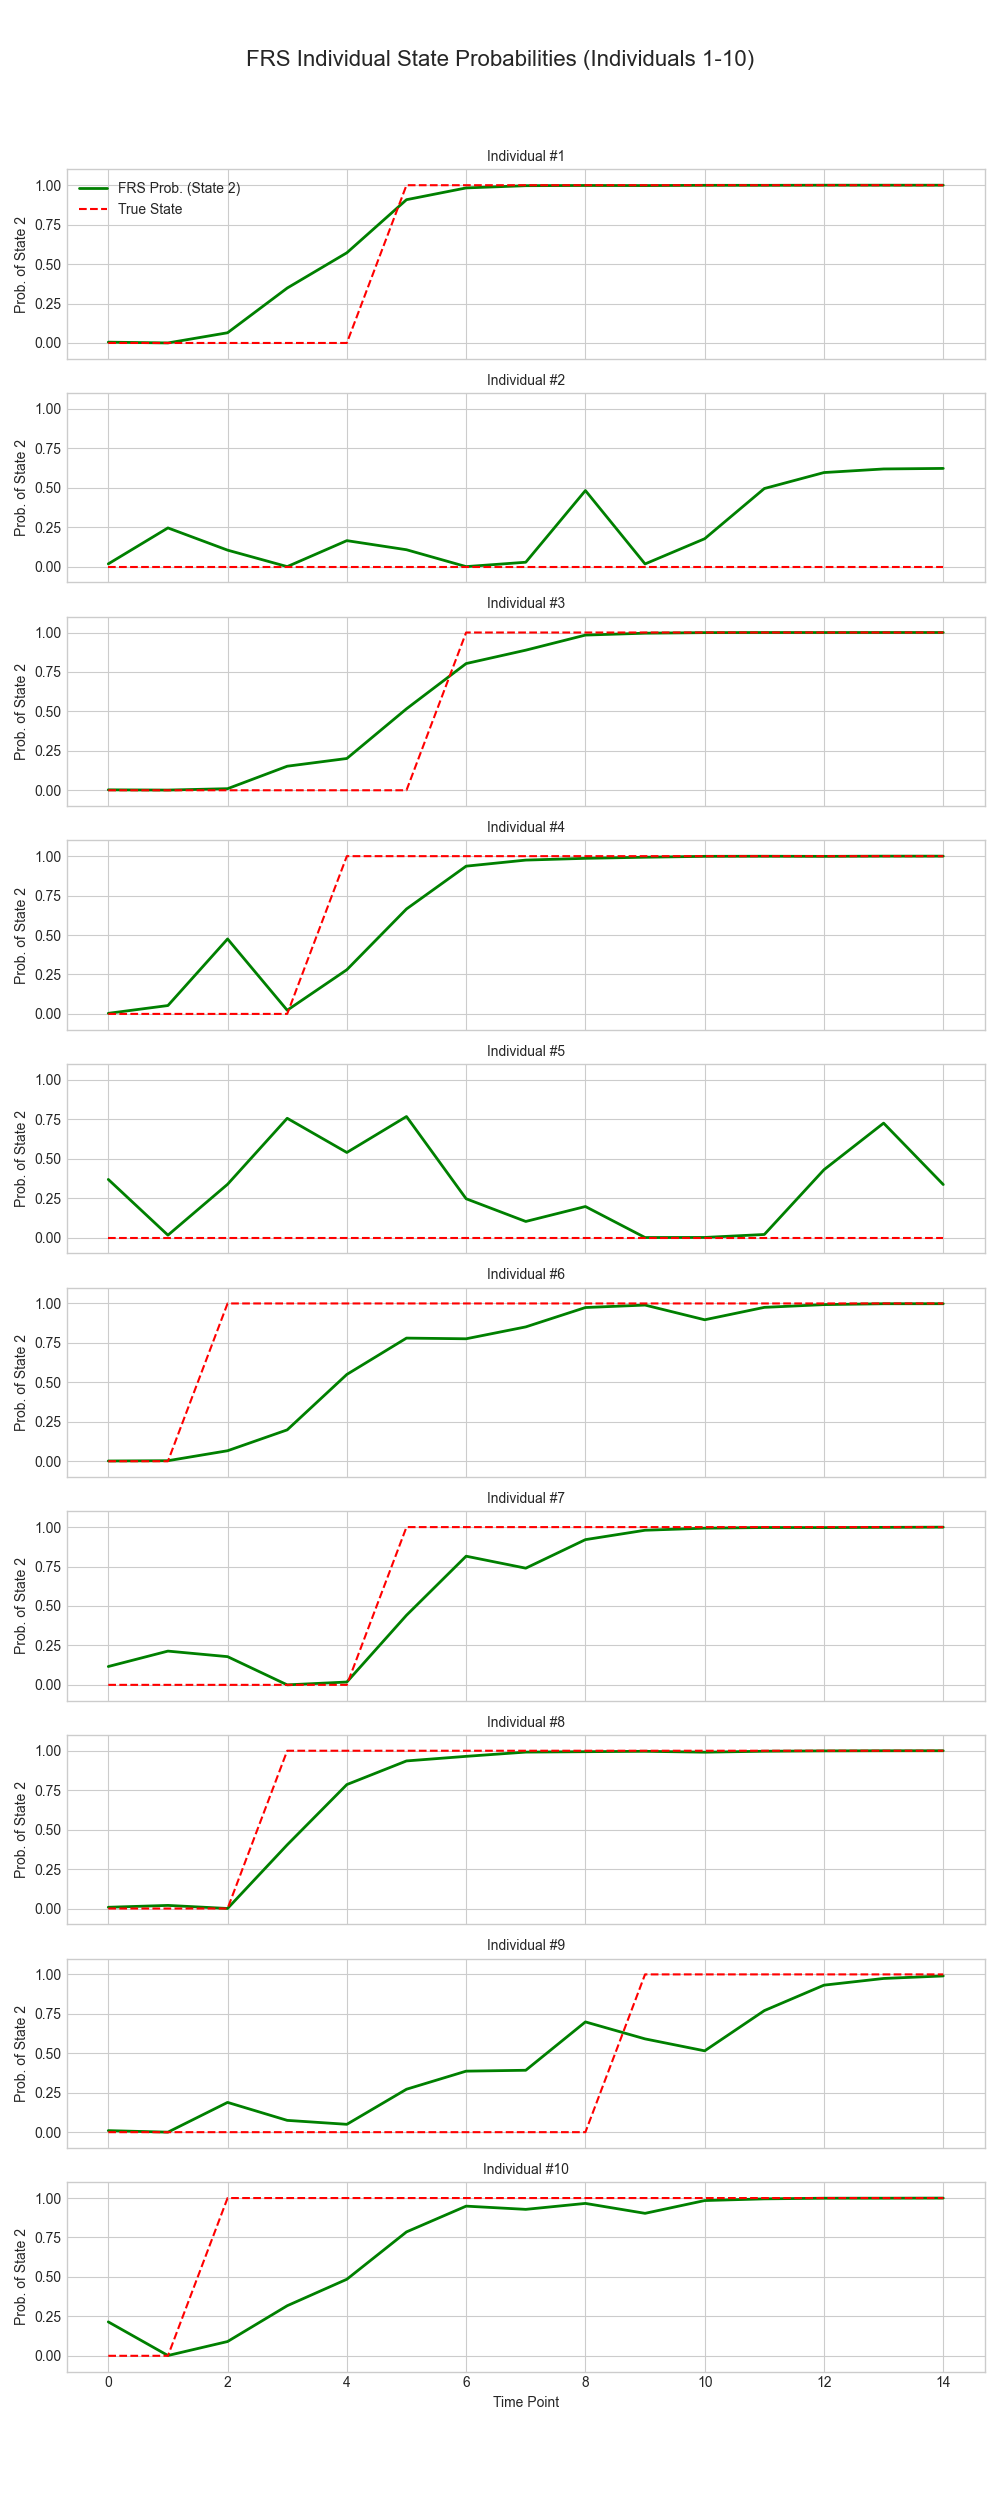 FRS Individual State Probabilities (Individuals 1-10)
Individual #1
FRS Prob. (State 2)
True State
Prob. of State 2
1.00
0.75
0.50
0.25
0.00
Individual #2
Prob. of State 2
1.00
0.75
0.50
0.25
0.00
Individual #3
Prob. of State 2
1.00
0.75
0.50
0.25
0.00
Individual #4
Prob. of State 2
1.00
0.75
0.50
0.25
0.00
Individual #5
Prob. of State 2
1.00
0.75
0.50
0.25
0.00
Individual #6
Prob. of State 2
1.00
0.75
0.50
0.25
0.00
Individual #7
Prob. of State 2
1.00
0.75
0.50
0.25
0.00
Individual #8
Prob. of State 2
1.00
0.75
0.50
0.25
0.00
Individual #9
Prob. of State 2
1.00
0.75
0.50
0.25
0.00
Individual #10
Prob. of State 2
1.00
0.75
0.50
0.25
0.00
0 2 4 6 8 10 12 14
Time Point